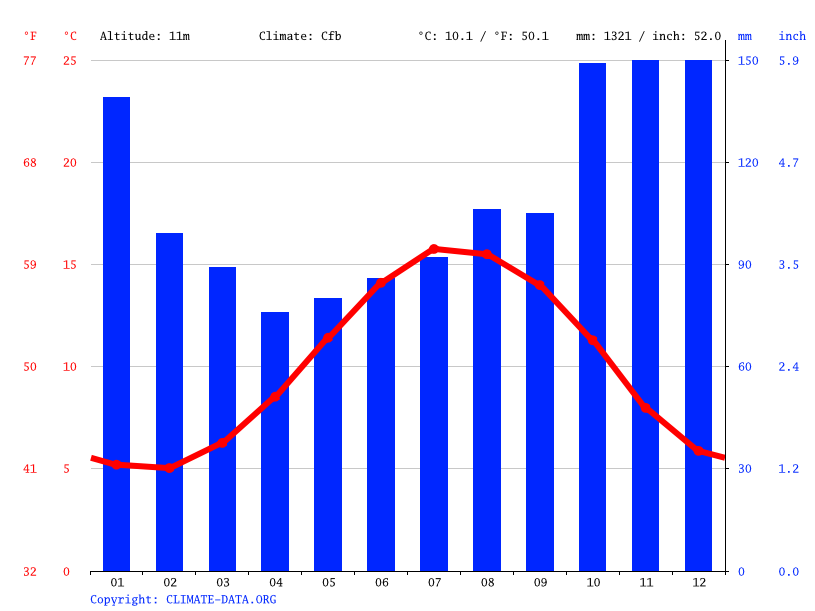 °F °C Altitude: 11m Climate: Cfb °C: 10.1 / °F: 50.1 mm: 1321 / inch: 52.0 mm inch
77 25 150 5.9
68 20 120 4.7
59 15 90 3.5
50 10 60 2.4
41 5 30 1.2
32 0 0 0.0
01 02 03 04 05 06 07 08 09 10 11 12
Copyright: CLIMATE-DATA.ORG